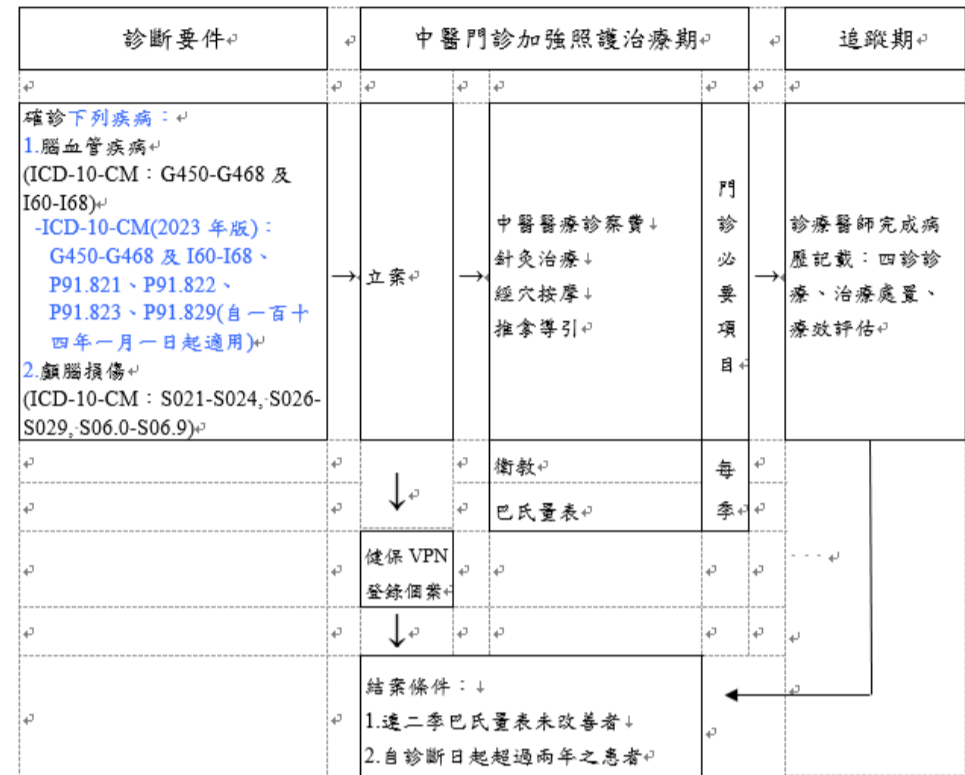 診斷要件
中醫門診加強照護治療期
追蹤期
確診下列疾病：
1.腦血管疾病
(ICD-10-CM：G450-G468 及
I60-I68)
-ICD-10-CM(2023 年版)：
G450-G468 及 I60-I68、
P91.821、P91.822、
P91.823、P91.829(自一百十
四年一月一日起適用)
2.顱腦損傷
(ICD-10-CM：S021-S024, S026-
S029, S06.0-S06.9)
→
立案
→
中醫醫療診察費↓
針灸治療↓
經穴按摩↓
推拿導引
門
診
必
要
項
目
→
診療醫師完成病
歷記載：四診診
療、治療處置、
療效評估
↓
衛教
巴氏量表
每
季
健保 VPN
登錄個案
↓
結案條件：↓
1.連二季巴氏量表未改善者↓
2.自診斷日起超過兩年之患者